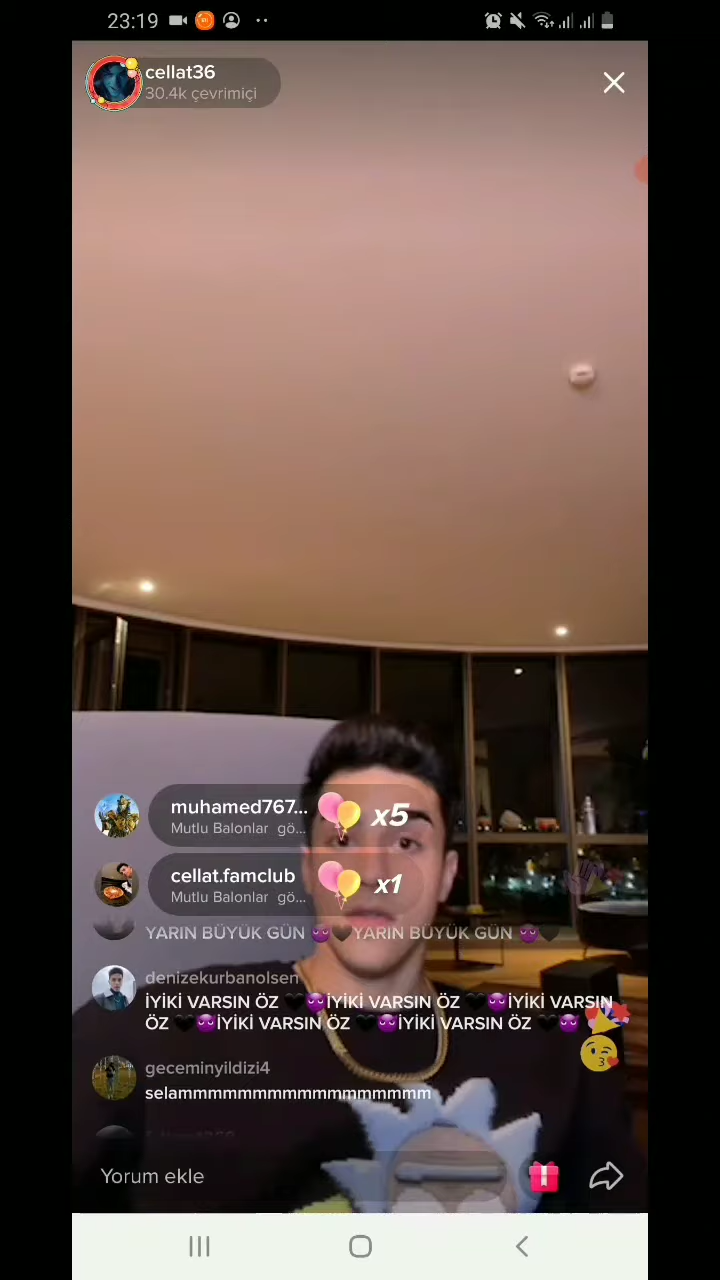 23:19
cellat36
30.4k çevrimiçi
muhamed767...
Mutlu Balonlar gö...
x5
cellat.famclub
Mutlu Balonlar gö...
x1
YARIN BÜYÜK GÜN 😈🖤YARIN BÜYÜK GÜN 😈🖤
denizekurbanolsen
İYİKİ VARSIN ÖZ 🖤😈İYİKİ VARSIN ÖZ 🖤😈İYİKİ VARSIN
ÖZ 🖤😈İYİKİ VARSIN ÖZ 🖤😈İYİKİ VARSIN ÖZ 🖤😈
geceminyildizi4
selammmmmmmmmmmmmmmmmm
Yorum ekle